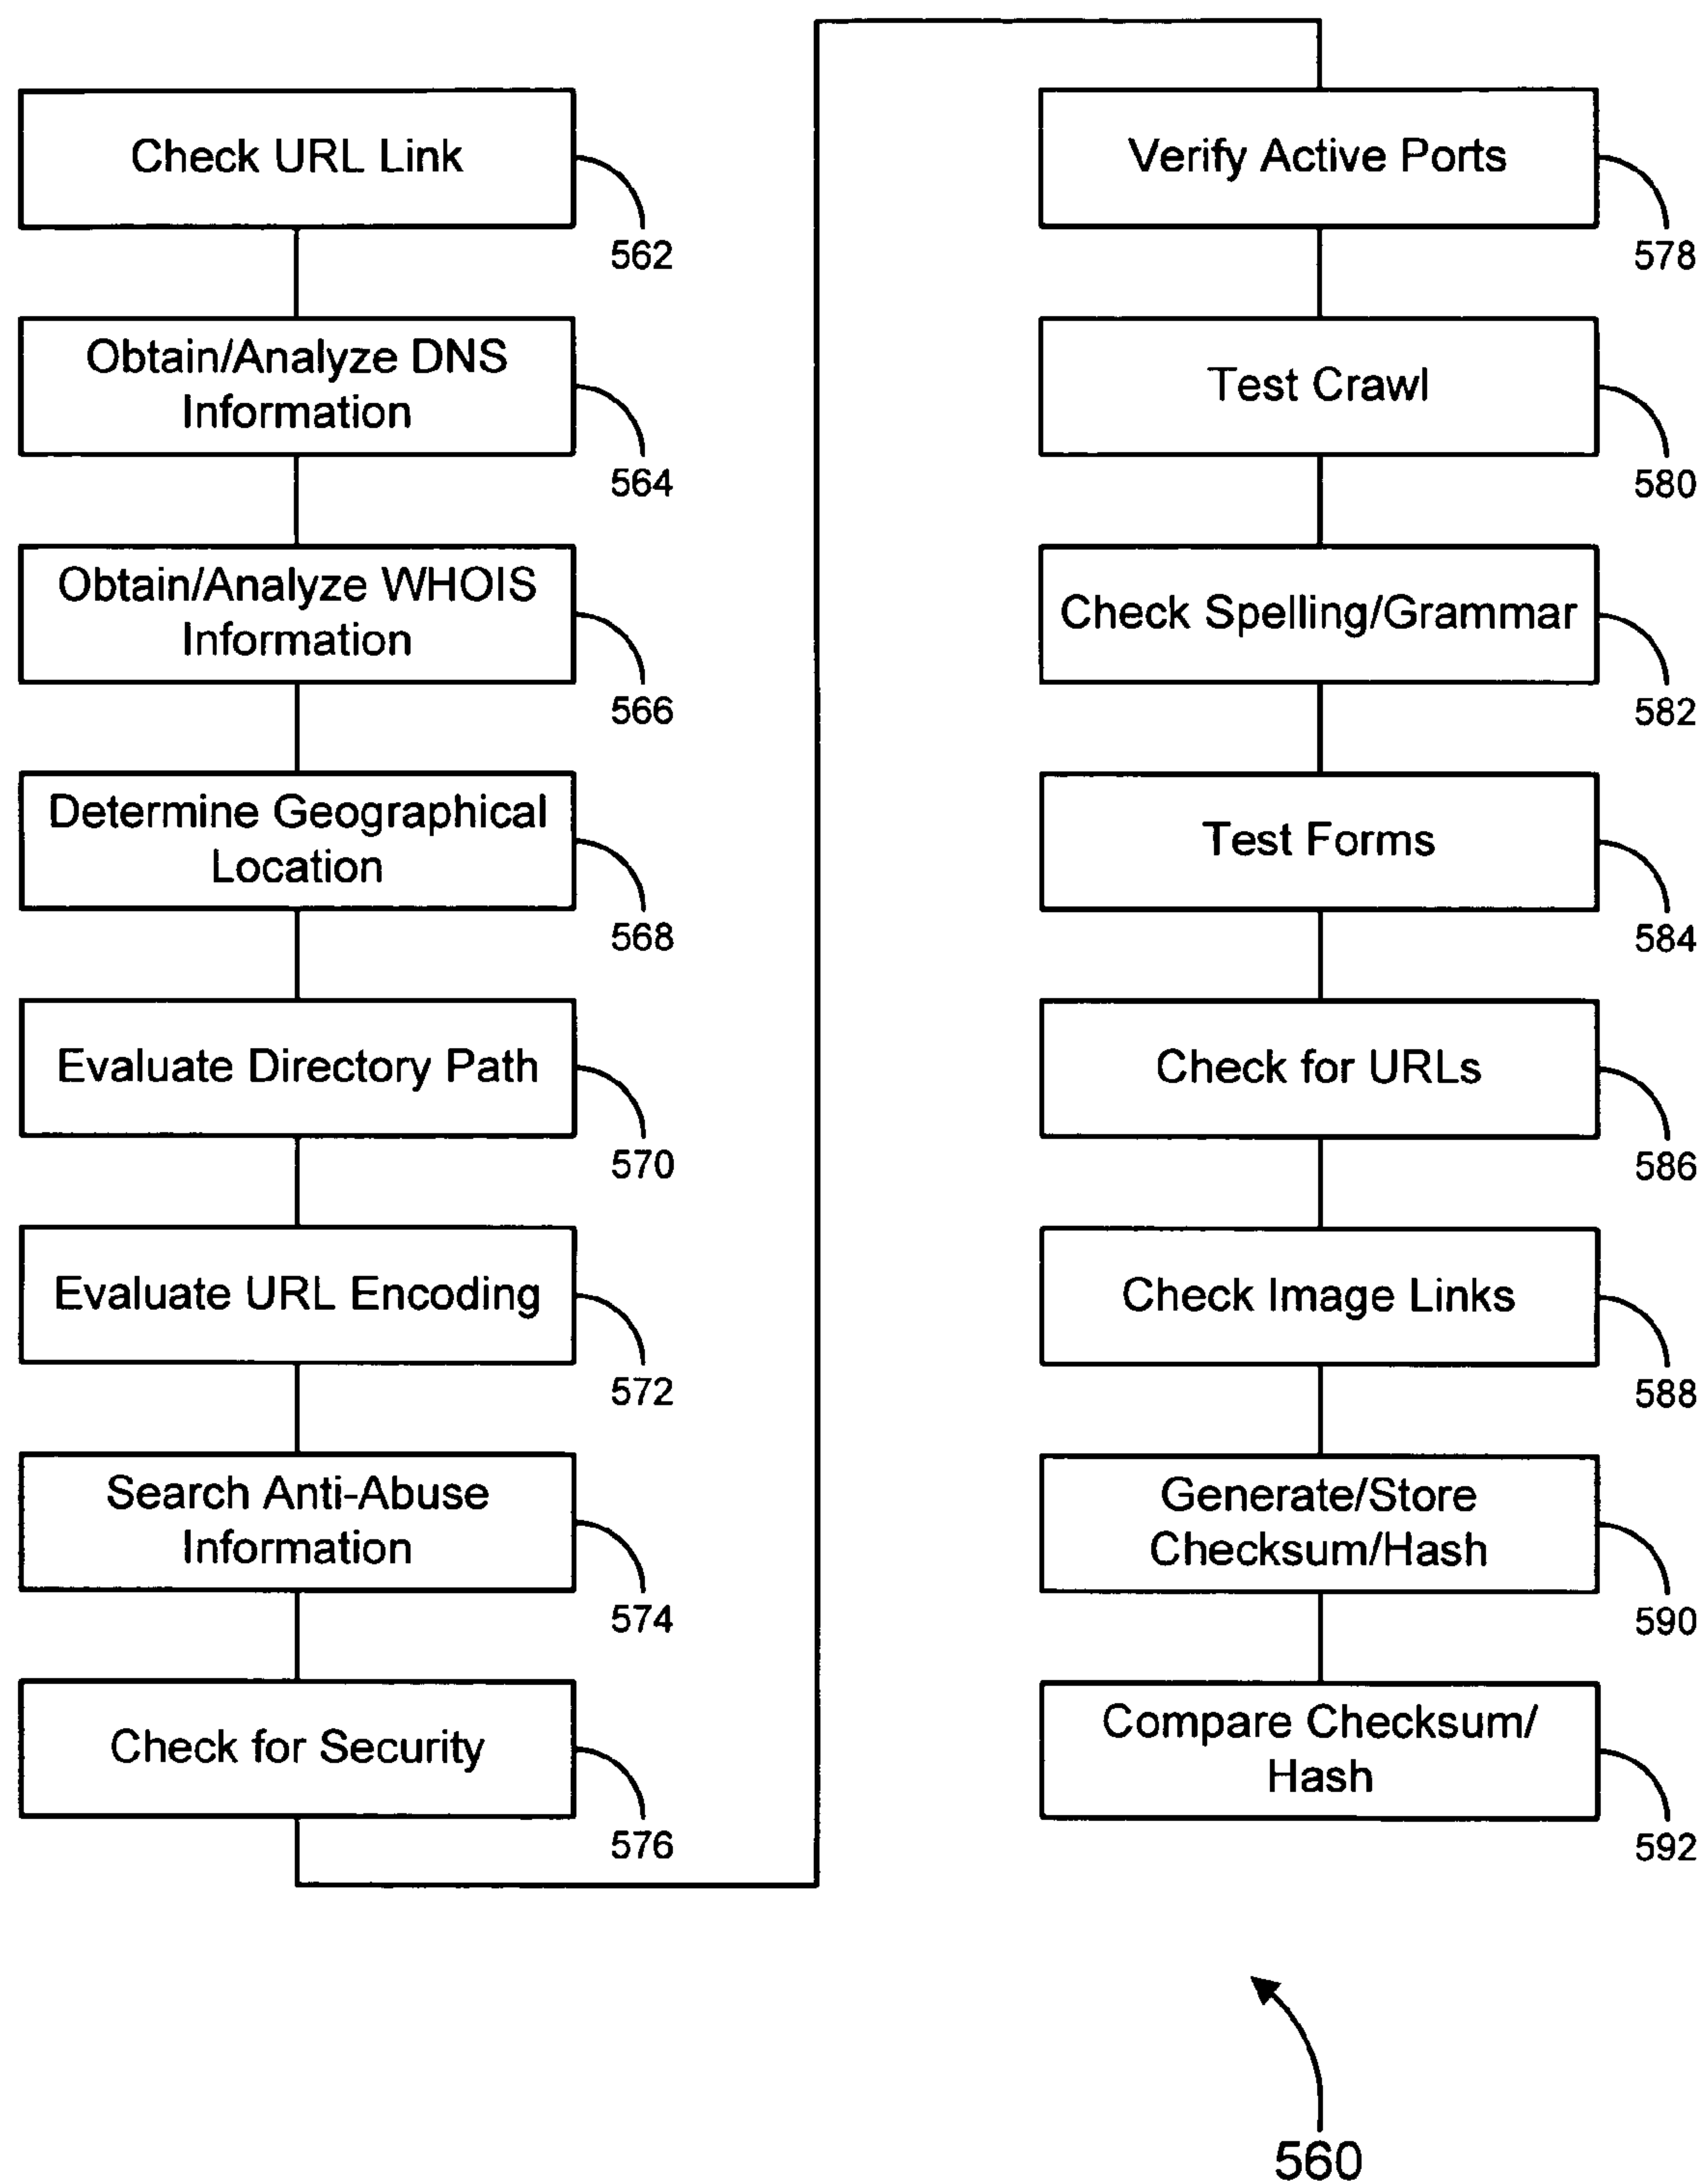 Check URL Link
562
Obtain/Analyze DNS
Information
564
Obtain/Analyze WHOIS
Information
566
Determine Geographical
Location
568
Evaluate Directory Path
570
Evaluate URL Encoding
572
Search Anti-Abuse
Information
574
Check for Security
576
Verify Active Ports
578
Test Crawl
580
Check Spelling/Grammar
582
Test Forms
584
Check for URLs
586
Check Image Links
588
Generate/Store
Checksum/Hash
590
Compare Checksum/
Hash
592
560